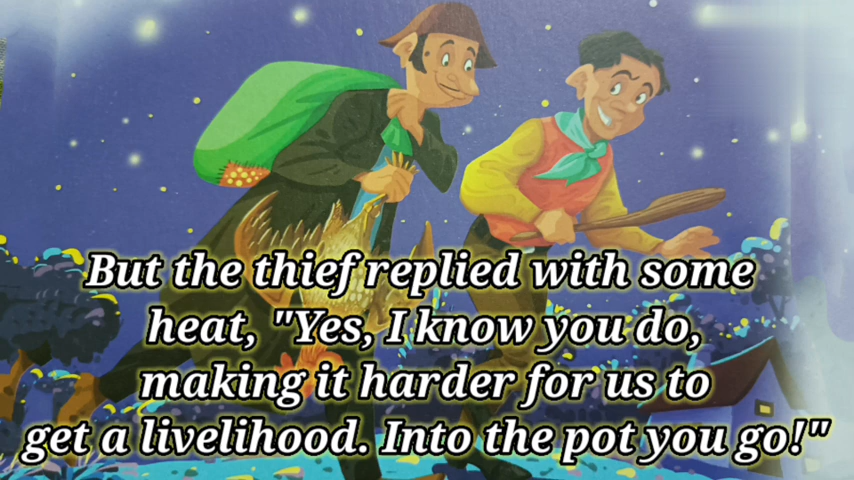 But the thief replied with some
heat, "Yes, I know you do,
making it harder for us to
get a livelihood. Into the pot you go!"